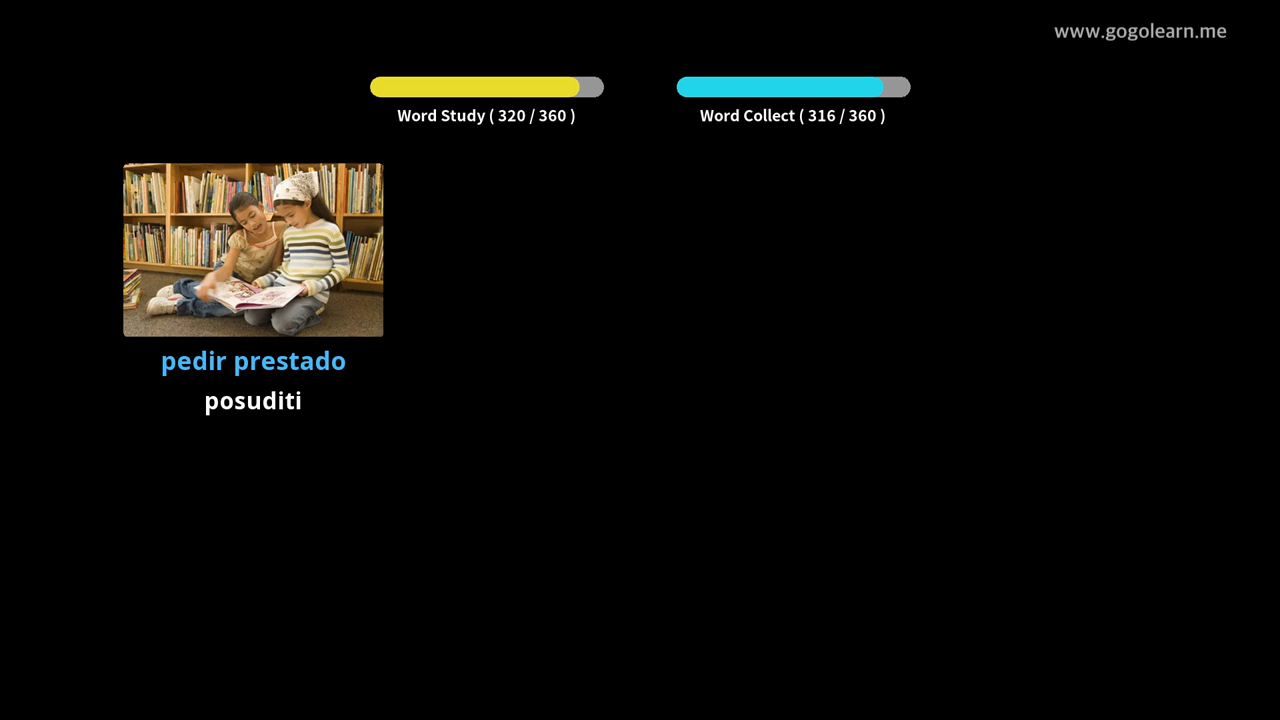 www.gogolearn.me
Word Study ( 320 / 360 )
Word Collect ( 316 / 360 )
pedir prestado
posuditi